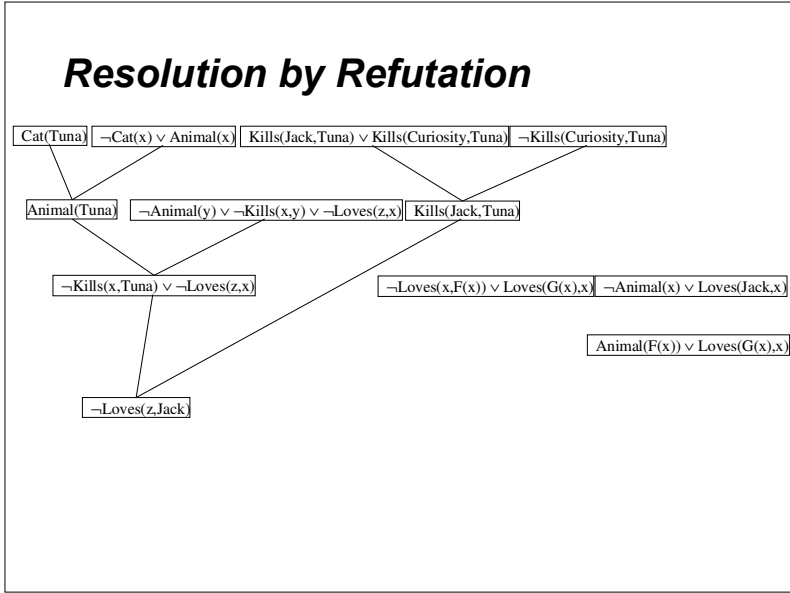 Resolution by Refutation
Cat(Tuna) ¬Cat(x) ∨ Animal(x) Kills(Jack,Tuna) ∨ Kills(Curiosity,Tuna) ¬Kills(Curiosity,Tuna)
Animal(Tuna) ¬Animal(y) ∨ ¬Kills(x,y) ∨ ¬Loves(z,x) Kills(Jack,Tuna)
¬Kills(x,Tuna) ∨ ¬Loves(z,x) ¬Loves(x,F(x)) ∨ Loves(G(x),x) ¬Animal(x) ∨ Loves(Jack,x)
Animal(F(x)) ∨ Loves(G(x),x)
¬Loves(z,Jack)